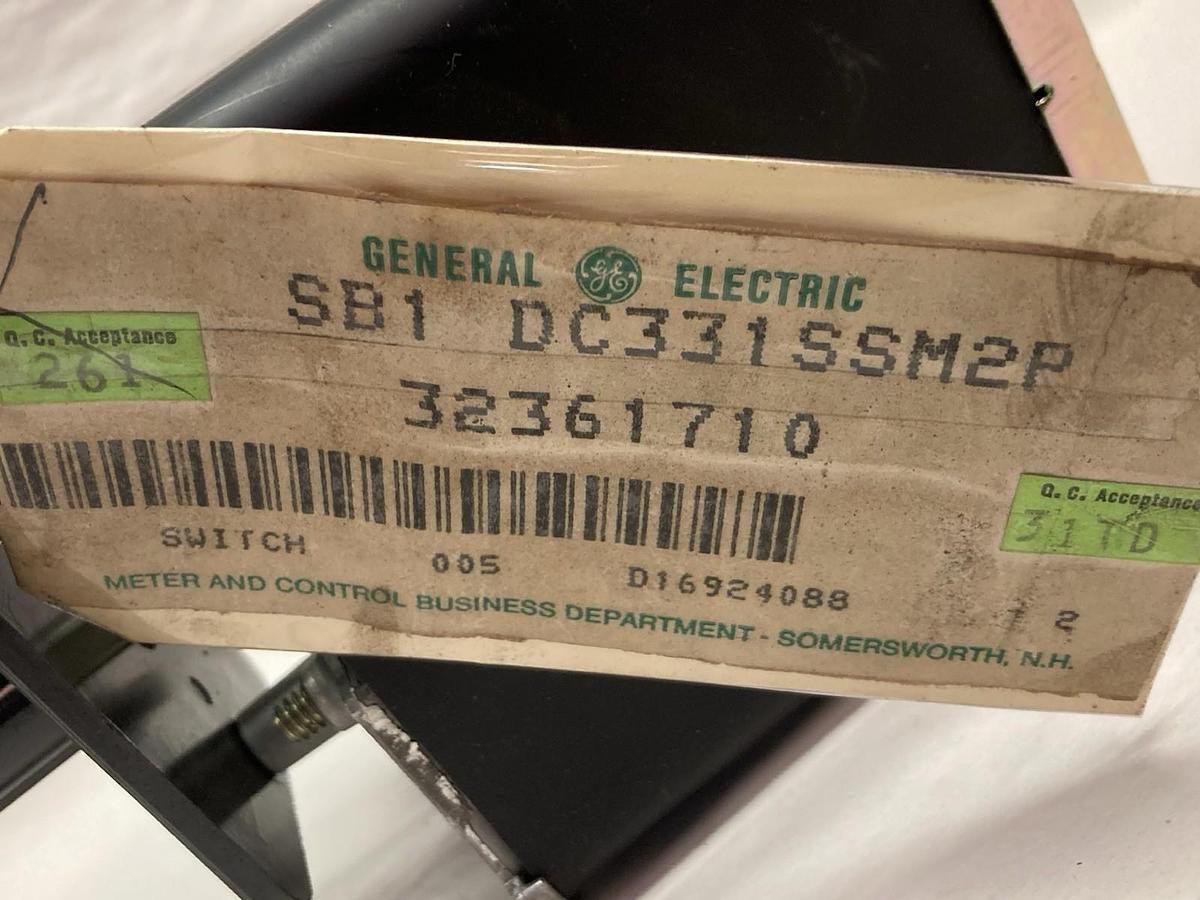 GENERAL GE ELECTRIC
SB1 DC331SSM2P
Q. C. Acceptance
261
32361710
Q. C. Acceptance
31TD
SWITCH 005 D16924088
2
METER AND CONTROL BUSINESS DEPARTMENT - SOMERSWORTH, N.H.